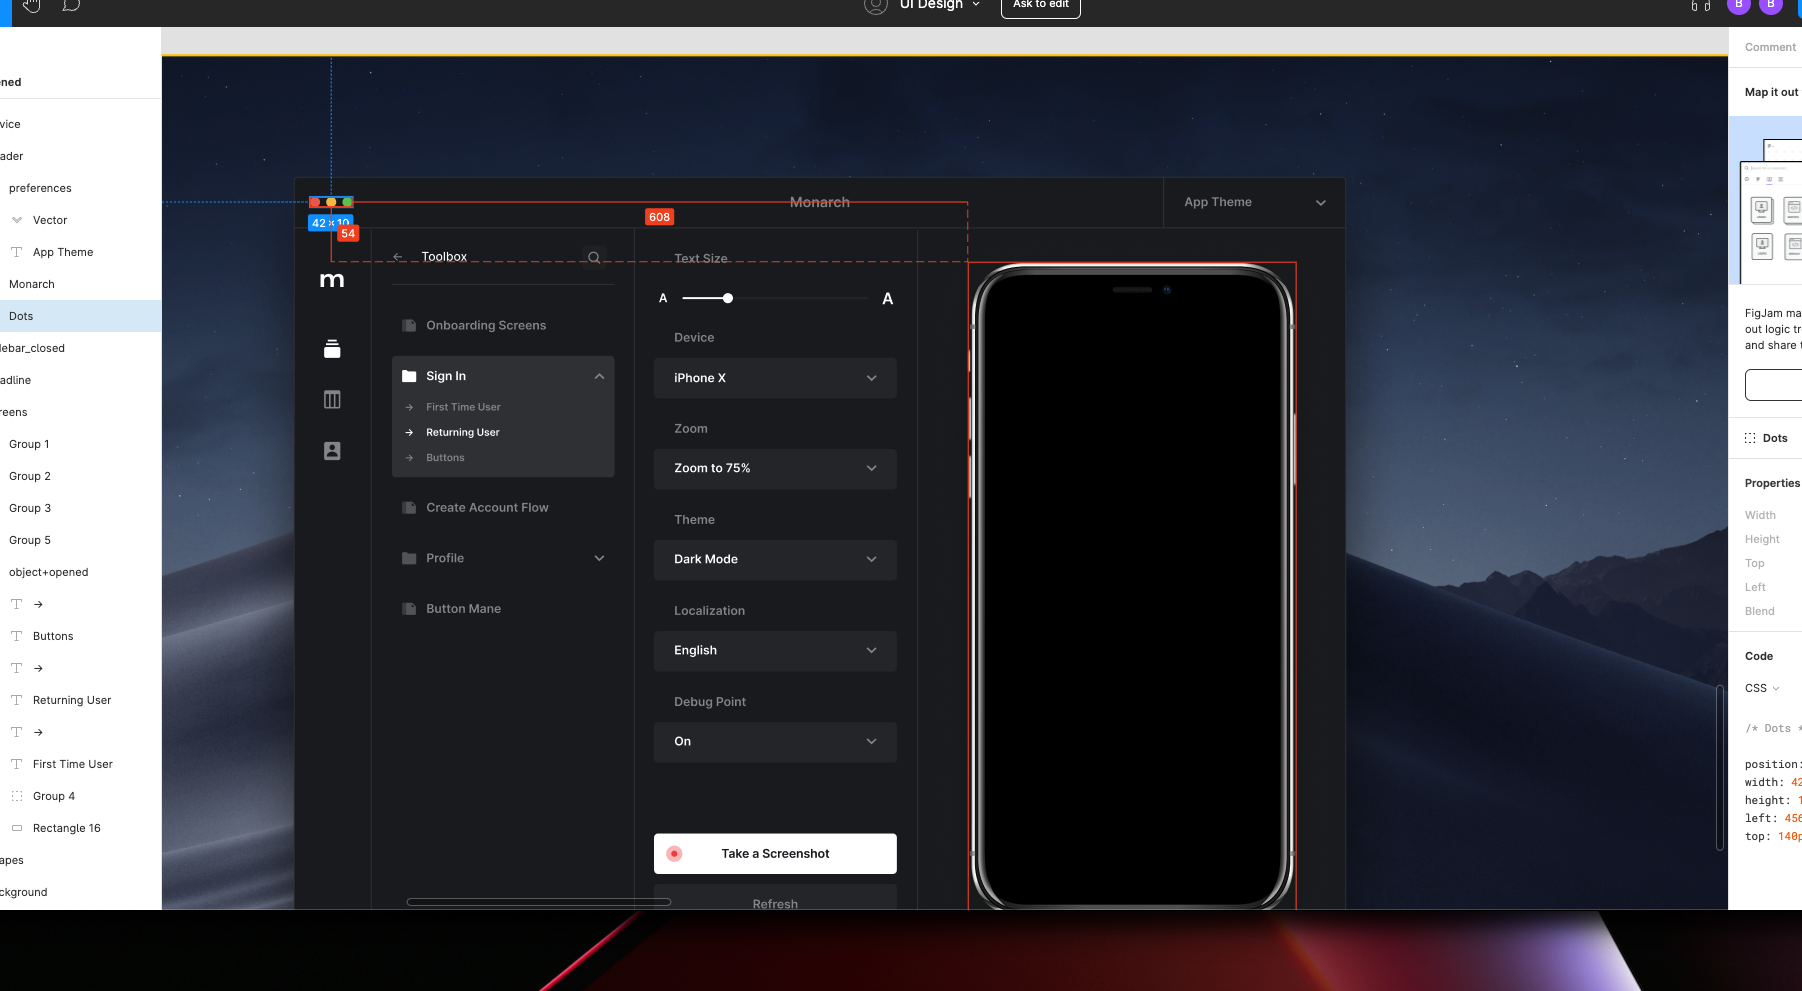 UI Design
Ask to edit
B
B
ened
vice
ader
preferences
Vector
App Theme
Monarch
Dots
debar_closed
adline
reens
Group 1
Group 2
Group 3
Group 5
object+opened
→
Buttons
→
Returning User
→
First Time User
Group 4
Rectangle 16
apes
ckground
Monarch
App Theme
42 × 10
54
608
m
Toolbox
Onboarding Screens
Sign In
First Time User
Returning User
Buttons
Create Account Flow
Profile
Button Mane
Text Size
A
A
Device
iPhone X
Zoom
Zoom to 75%
Theme
Dark Mode
Localization
English
Debug Point
On
Take a Screenshot
Refresh
Comment
Map it out
FigJam ma
out logic tr
and share t
Dots
Properties
Width
Height
Top
Left
Blend
Code
CSS
/* Dots *
position:
width: 42
height: 1
left: 456
top: 140p